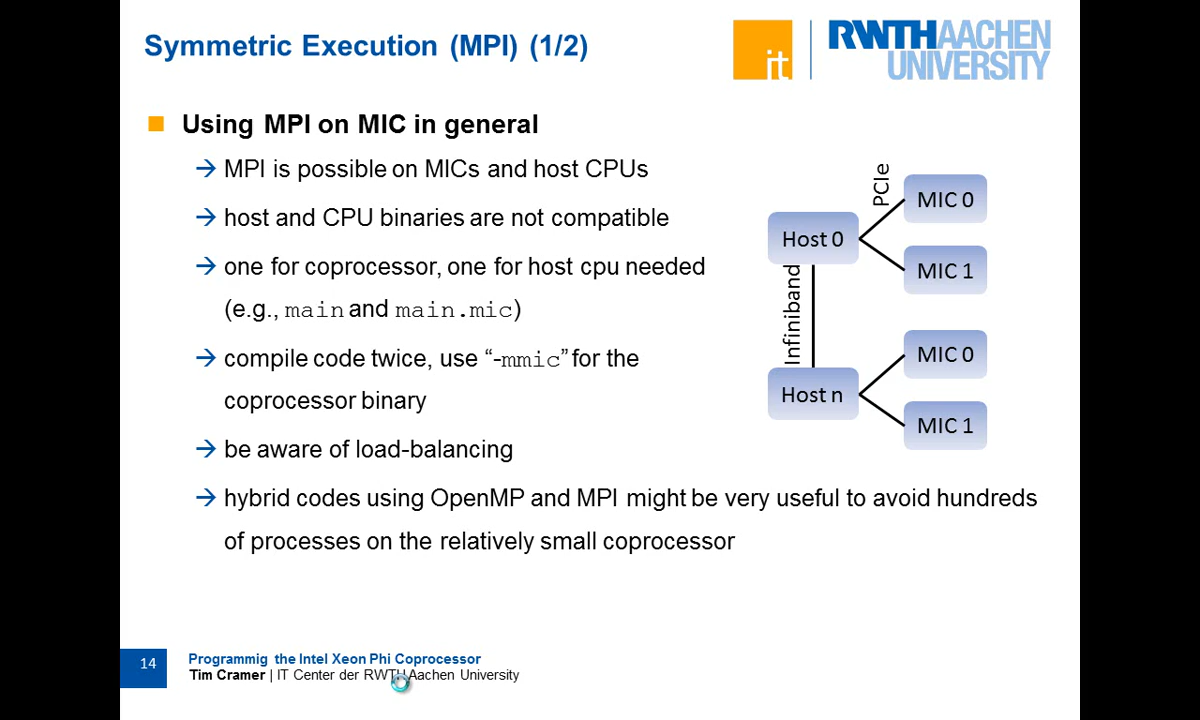 Symmetric Execution (MPI) (1/2)
it
RWTHAACHEN
UNIVERSITY
Using MPI on MIC in general
→ MPI is possible on MICs and host CPUs
→ host and CPU binaries are not compatible
→ one for coprocessor, one for host cpu needed
(e.g., main and main.mic)
→ compile code twice, use “-mmic” for the
coprocessor binary
→ be aware of load-balancing
→ hybrid codes using OpenMP and MPI might be very useful to avoid hundreds
of processes on the relatively small coprocessor
PCIe
MIC 0
Host 0
MIC 1
Infiniband
MIC 0
Host n
MIC 1
14
Programmig the Intel Xeon Phi Coprocessor
Tim Cramer | IT Center der RWTH Aachen University